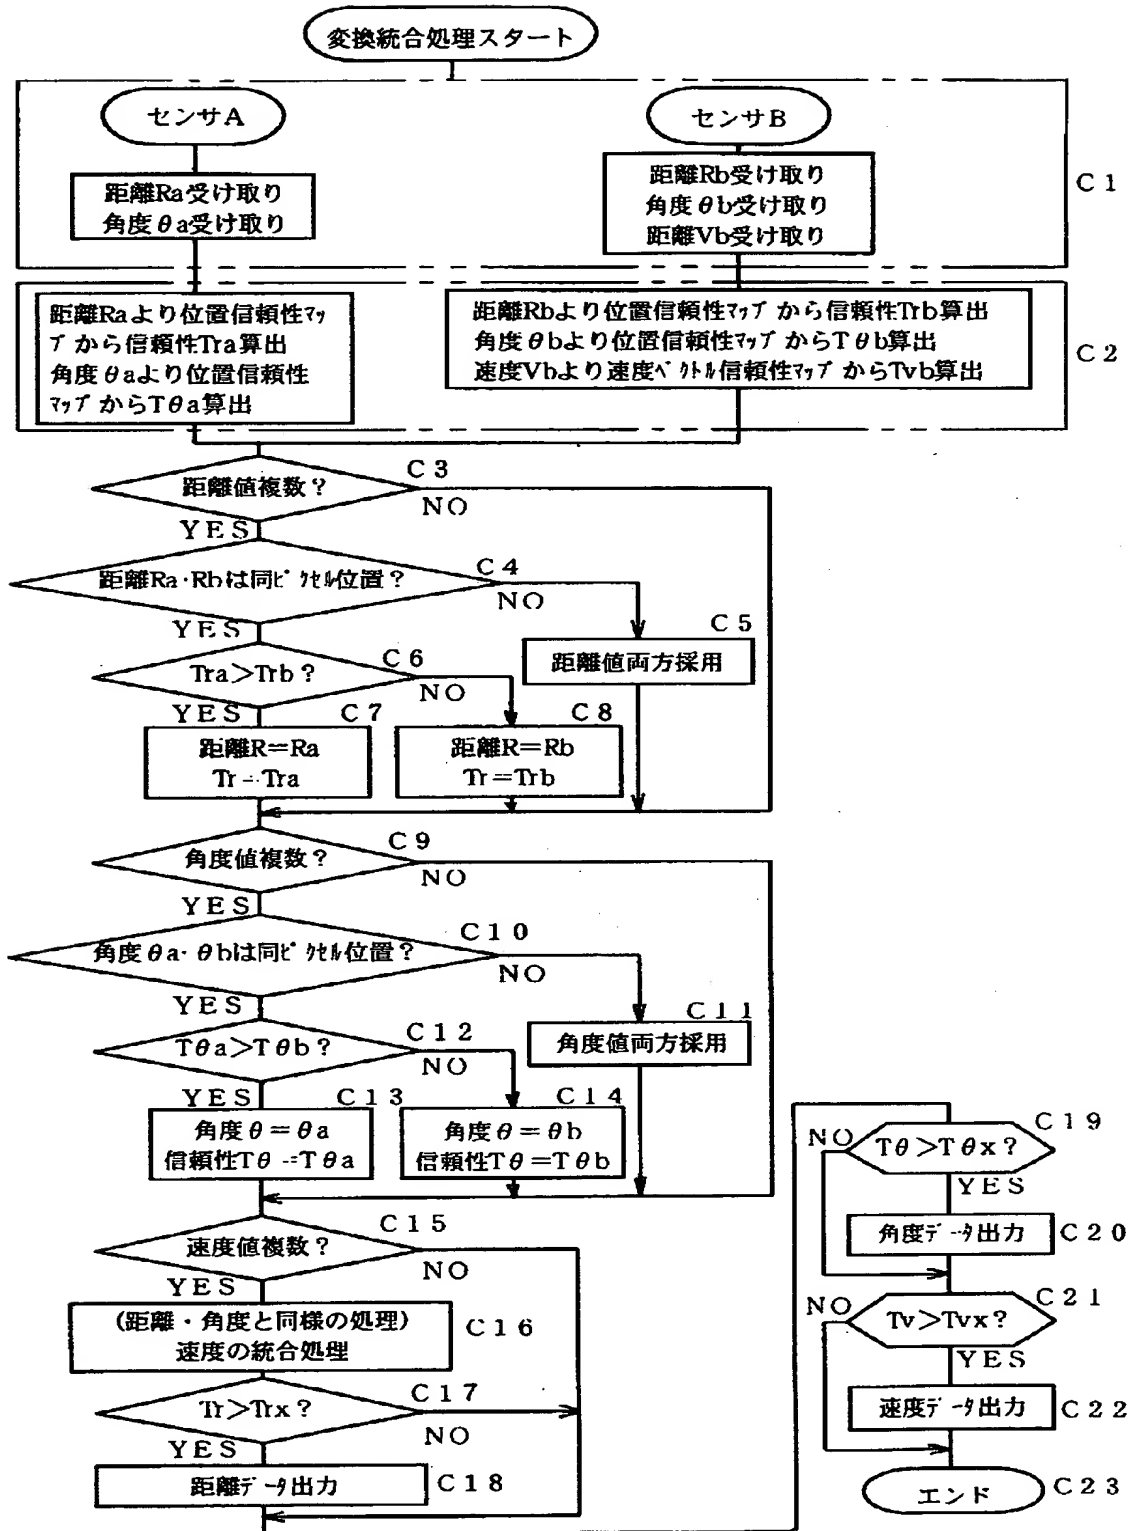 変換統合処理スタート
センサA
センサB
距離Ra受け取り
角度θa受け取り
距離Rb受け取り
角度θb受け取り
距離Vb受け取り
C1
距離Raより位置信頼性マッ
プから信頼性Tra算出
角度θaより位置信頼性
マップからTθa算出
距離Rbより位置信頼性マップから信頼性Trb算出
角度θbより位置信頼性マップからTθb算出
速度Vbより速度ベクトル信頼性マップからTvb算出
C2
距離値複数?
C3
NO
YES
距離Ra・Rbは同ピクセル位置?
C4
NO
YES
C5
距離値両方採用
Tra>Trb?
C6
NO
YES
C7
距離R=Ra
Tr=Tra
C8
距離R=Rb
Tr=Trb
角度値複数?
C9
NO
YES
角度θa・θbは同ピクセル位置?
C10
NO
YES
C11
角度値両方採用
Tθa>Tθb?
C12
NO
YES
C13
角度θ=θa
信頼性Tθ=Tθa
C14
角度θ=θb
信頼性Tθ=Tθb
速度値複数?
C15
NO
YES
(距離・角度と同様の処理)
速度の統合処理
C16
Tr>Trx?
C17
NO
YES
距離データ出力
C18
C19
NO
Tθ>Tθx?
YES
角度データ出力
C20
C21
NO
Tv>Tvx?
YES
速度データ出力
C22
エンド
C23